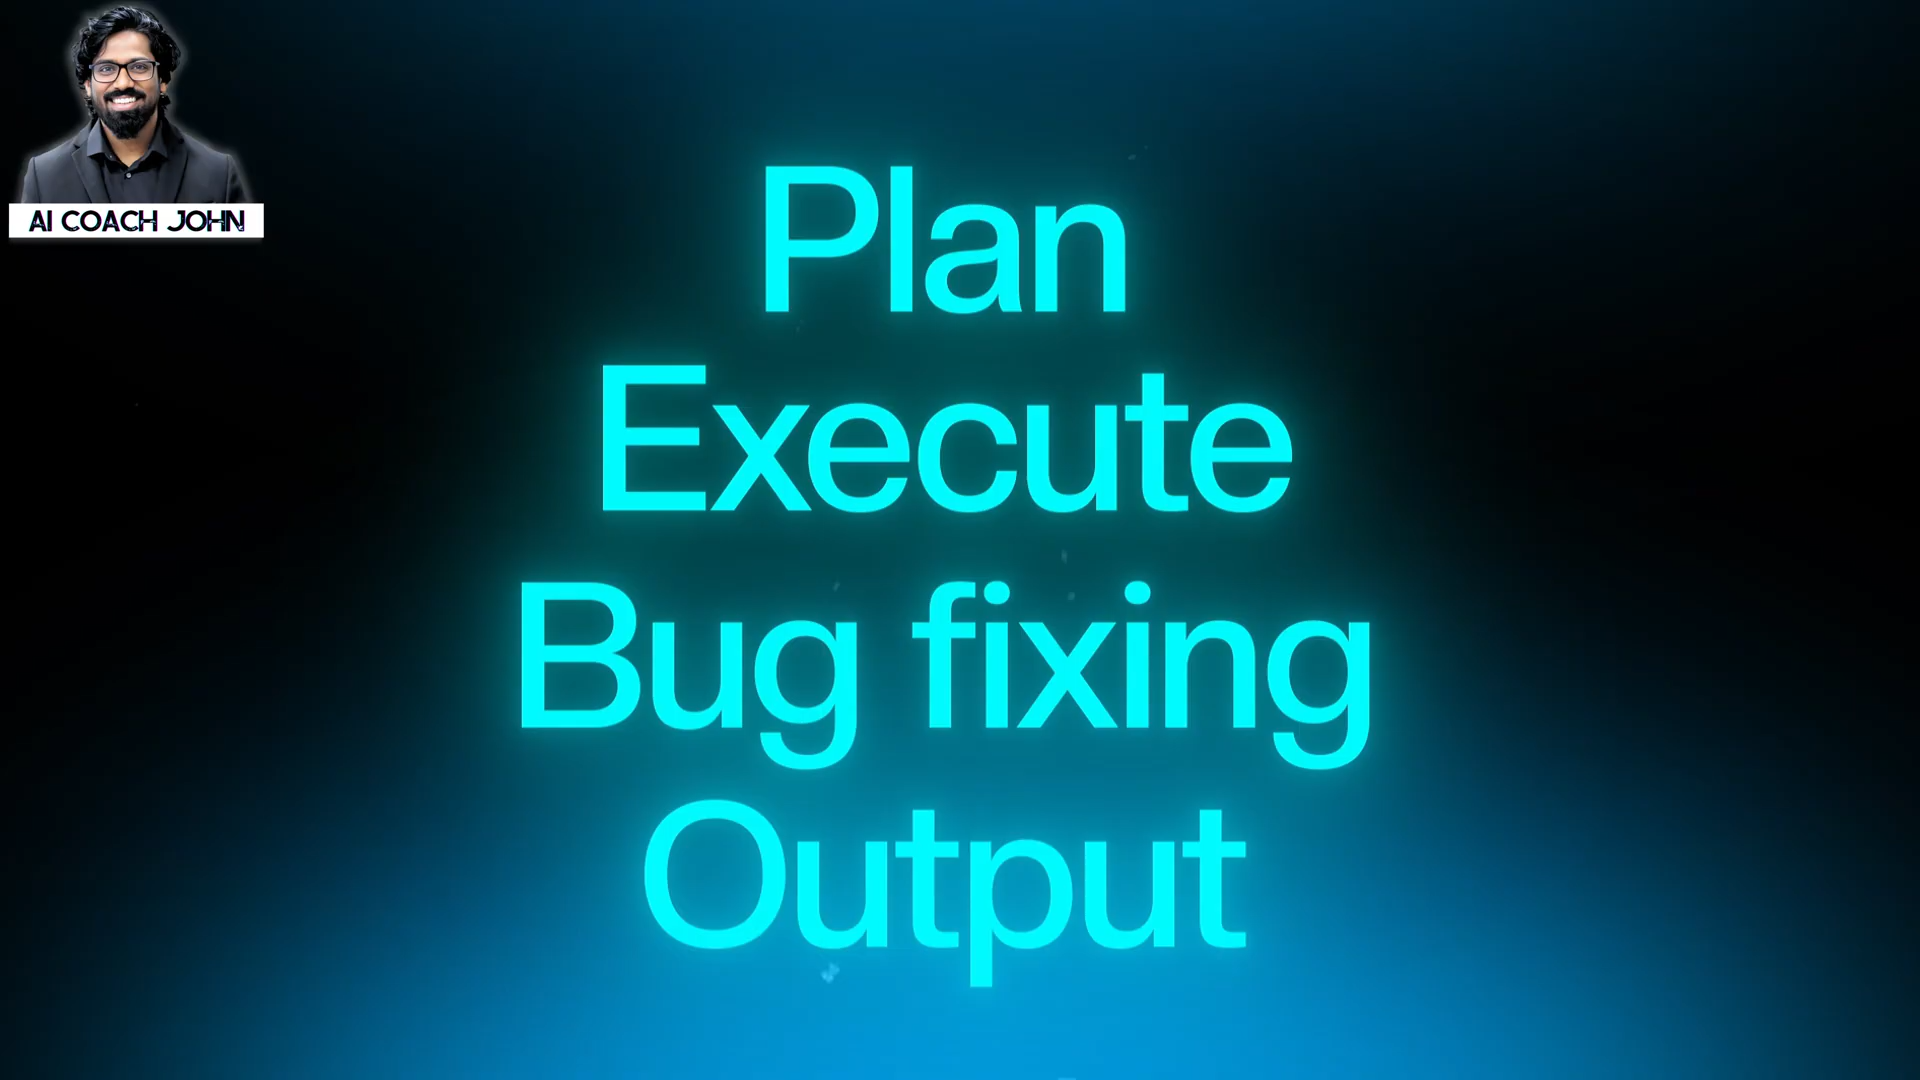 AI COACH JOHN
Plan
Execute
Bug fixing
Output